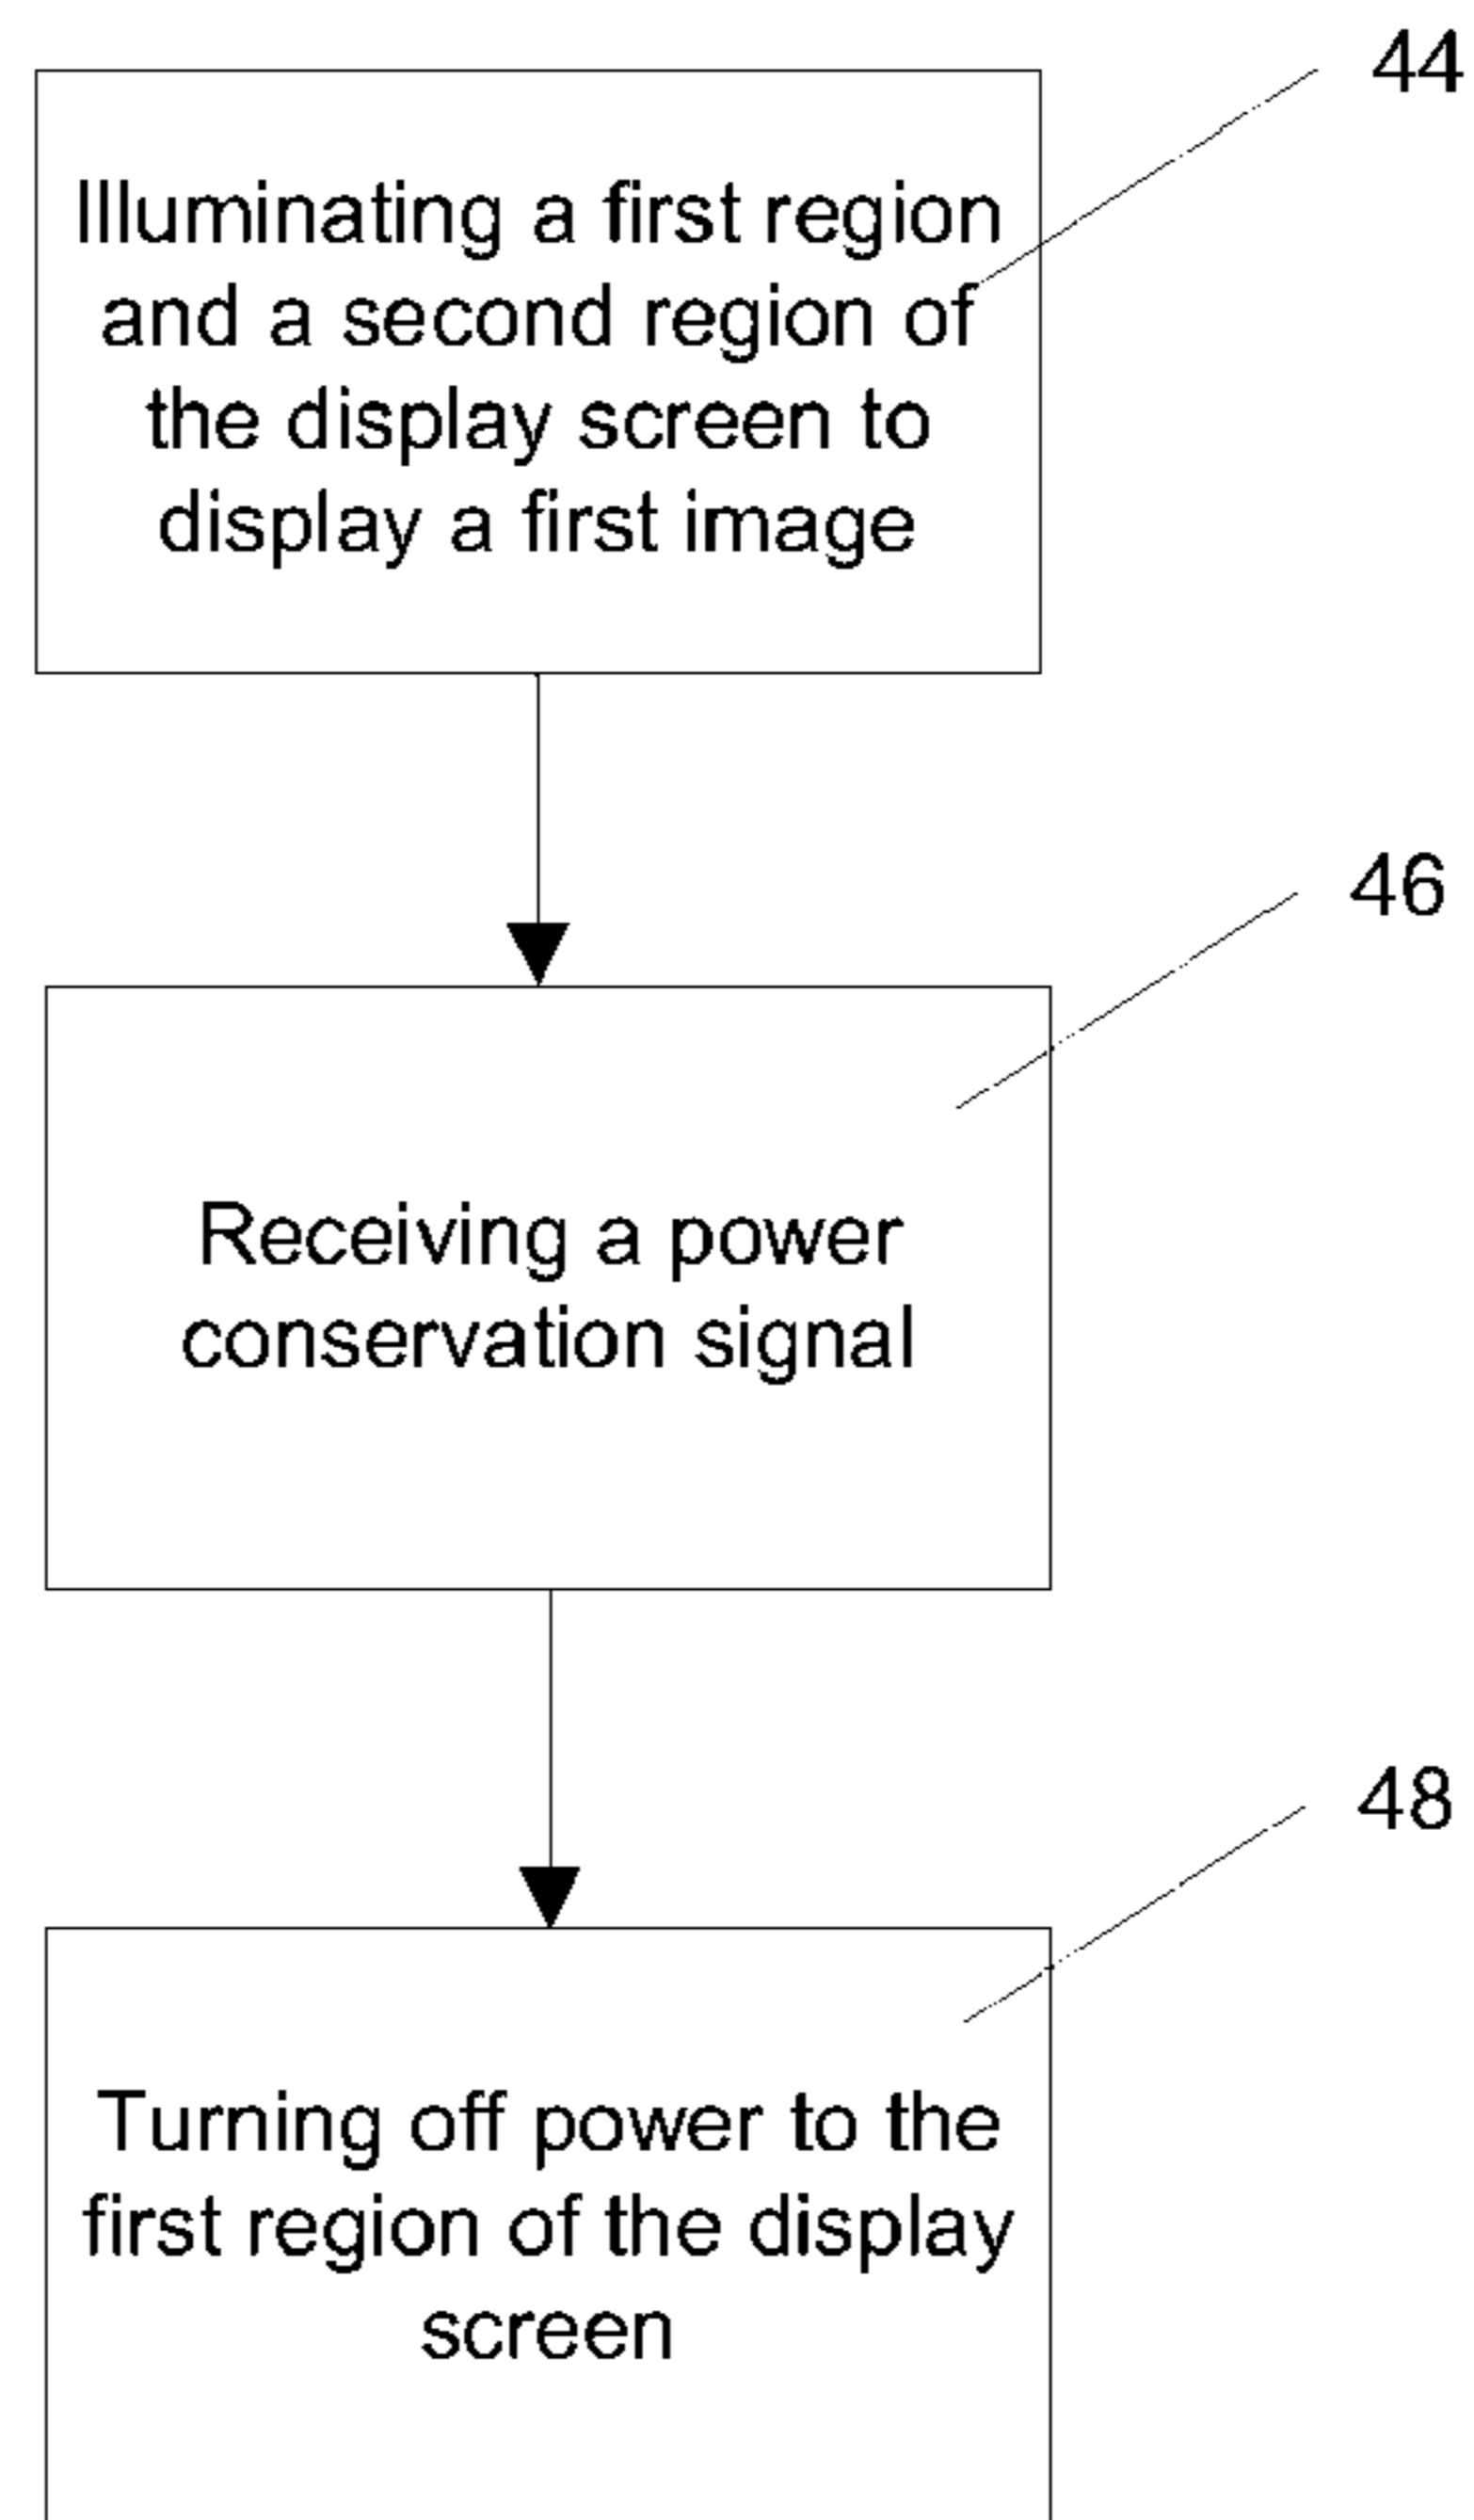 44
Illuminating a first region
and a second region of
the display screen to
display a first image
46
Receiving a power
conservation signal
48
Turning off power to the
first region of the display
screen